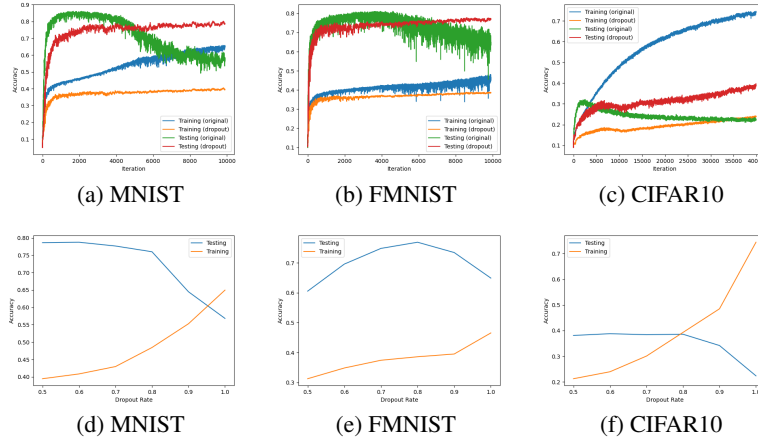 0.9
0.8
0.7
0.6
0.5
0.4
0.3
0.2
0.1
Accuracy
0 2000 4000 6000 8000 10000
Iteration
Training (original)
Training (dropout)
Testing (original)
Testing (dropout)
(a) MNIST
0.8
0.7
0.6
0.5
0.4
0.3
0.2
0.1
Accuracy
0 2000 4000 6000 8000 10000
Iteration
Training (original)
Training (dropout)
Testing (original)
Testing (dropout)
(b) FMNIST
0.7
0.6
0.5
0.4
0.3
0.2
0.1
Accuracy
0 5000 10000 15000 20000 25000 30000 35000 4000
Iteration
Training (original)
Training (dropout)
Testing (original)
Testing (dropout)
(c) CIFAR10
0.80
0.75
0.70
0.65
0.60
0.55
0.50
0.45
0.40
Accuracy
0.5 0.6 0.7 0.8 0.9 1.0
Dropout Rate
Testing
Training
(d) MNIST
0.7
0.6
0.5
0.4
0.3
Accuracy
0.5 0.6 0.7 0.8 0.9 1.0
Dropout Rate
Testing
Training
(e) FMNIST
0.7
0.6
0.5
0.4
0.3
0.2
Accuracy
0.5 0.6 0.7 0.8 0.9 1.0
Dropout Rate
Testing
Training
(f) CIFAR10